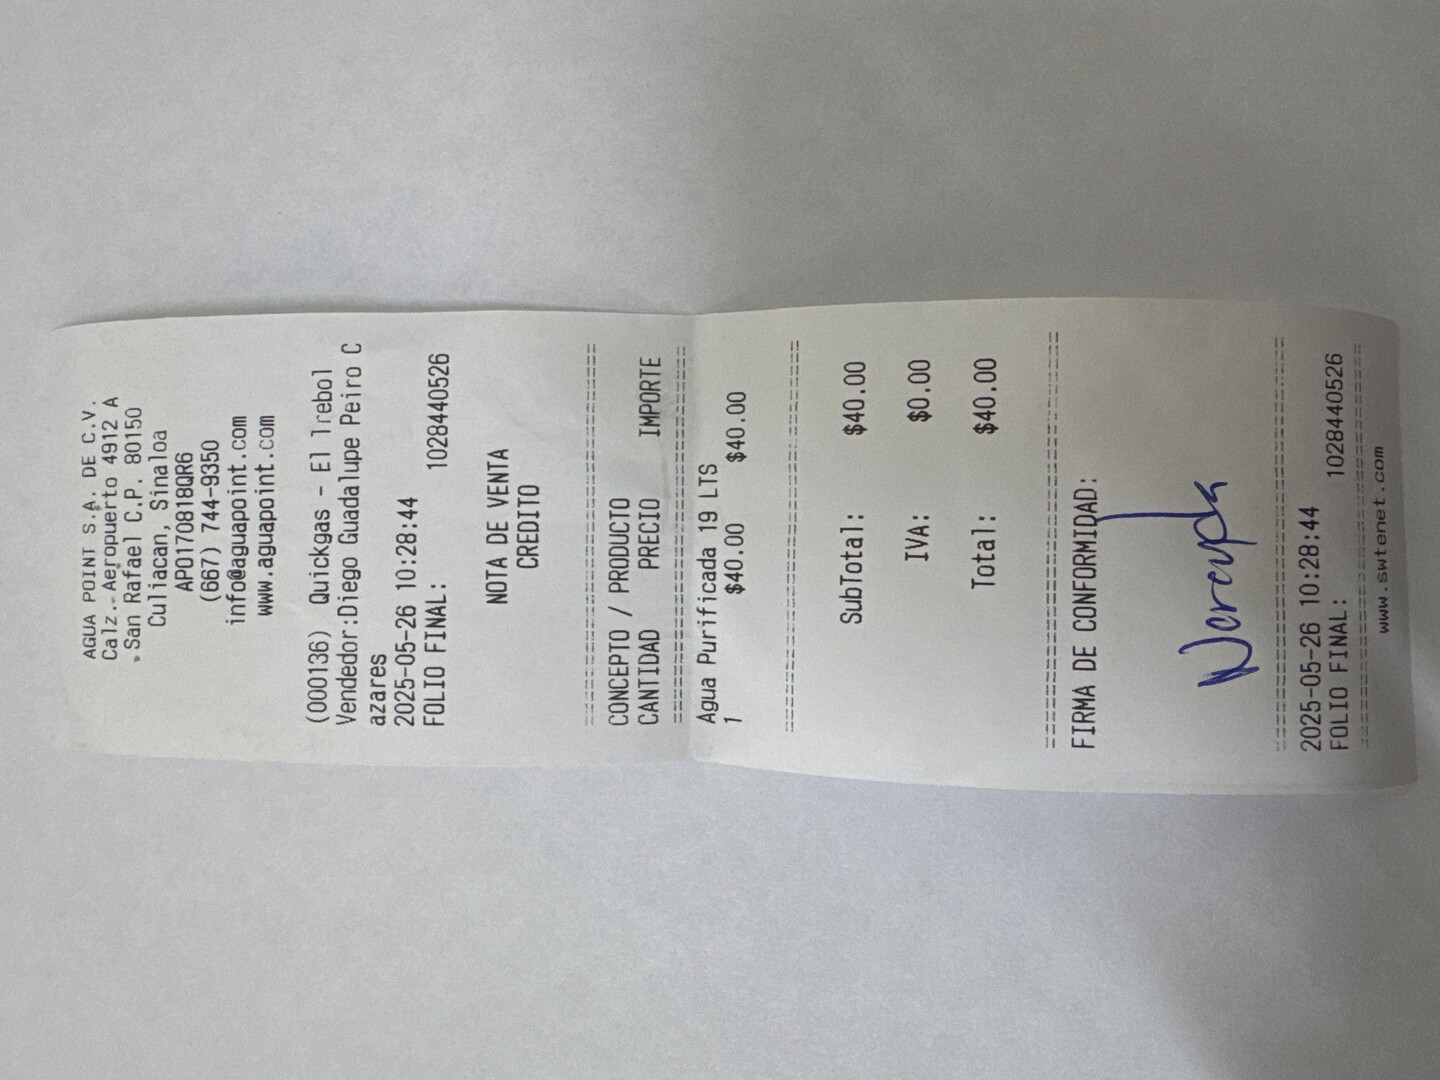 AGUA POINT S.A. DE C.V.
Calz. Aeropuerto 4912 A
San Rafael C.P. 80150
Culiacan, Sinaloa
APO170818QR6
(667) 744-9350
info@aguapoint.com
www.aguapoint.com
(000136) Quickgas - El Trebol
Vendedor:Diego Guadalupe Peiro C
azares
2025-05-26 10:28:44
FOLIO FINAL: 1028440526
NOTA DE VENTA
CREDITO
================================
CONCEPTO / PRODUCTO
CANTIDAD PRECIO IMPORTE
================================
Agua Purificada 19 LTS
1 $40.00 $40.00
================================
SubTotal: $40.00
IVA: $0.00
Total: $40.00
================================
FIRMA DE CONFORMIDAD:
================================
2025-05-26 10:28:44
FOLIO FINAL: 1028440526
================================
www.swtenet.com